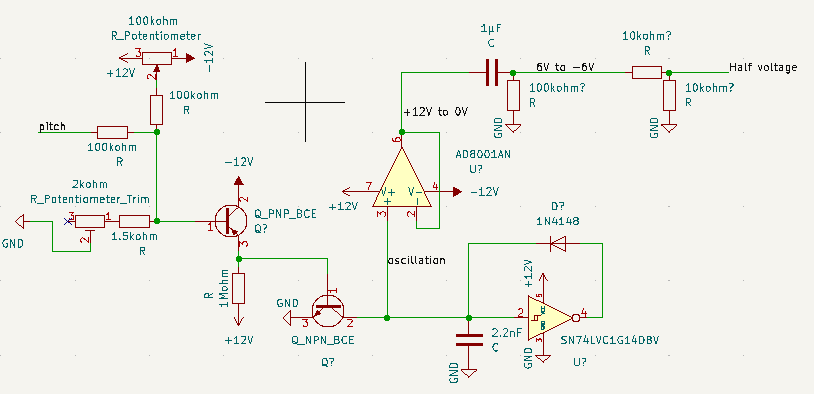 100kohm
R_Potentiometer
3
1
-12V
+12V
2
100kohm
R
pitch
100kohm
R
2kohm
R_Potentiometer_Trim
3
1
2
GND
1.5kohm
R
-12V
2
Q_PNP_BCE
Q?
1
3
R
1Mohm
+12V
GND
1
3
2
Q_NPN_BCE
Q?
1µF
C
6V to -6V
100kohm?
R
GND
10kohm?
R
Half voltage
10kohm?
R
GND
+12V to 0V
6
AD8001AN
U?
7
V+
V-
4
+
-
+12V
-12V
3
2
oscillation
D?
1N4148
+12V
5
2
4
3
GND
SN74LVC1G14DBV
U?
2.2nF
C
GND